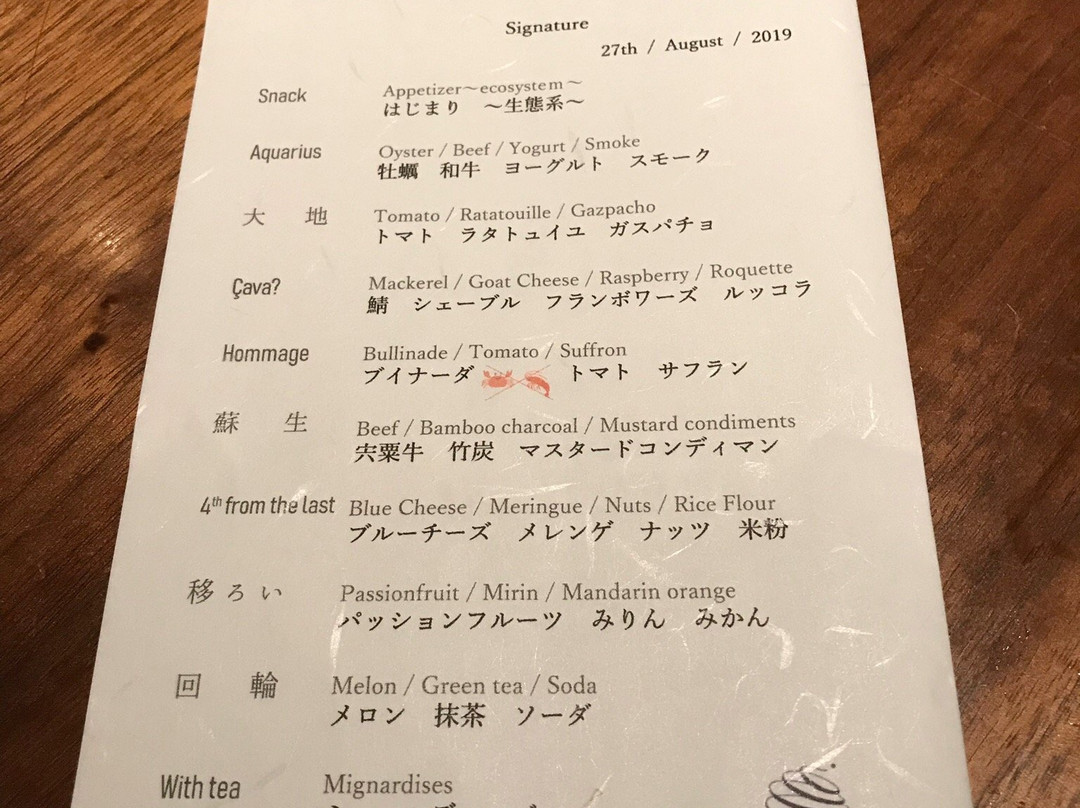 Signature
27th / August / 2019
Snack
Appetizer～ecosystem～
はじまり　～生態系～
Aquarius
Oyster / Beef / Yogurt / Smoke
牡蠣　和牛　ヨーグルト　スモーク
大　地
Tomato / Ratatouille / Gazpacho
トマト　ラタトュイユ　ガスパチョ
Çava?
Mackerel / Goat Cheese / Raspberry / Roquette
鯖　シェーブル　フランボワーズ　ルッコラ
Hommage
Bullinade / Tomato / Suffron
ブイナーダ　トマト　サフラン
蘇　生
Beef / Bamboo charcoal / Mustard condiments
宍粟牛　竹炭　マスタードコンディマン
4th from the last
Blue Cheese / Meringue / Nuts / Rice Flour
ブルーチーズ　メレンゲ　ナッツ　米粉
移ろい
Passionfruit / Mirin / Mandarin orange
パッションフルーツ　みりん　みかん
回　輪
Melon / Green tea / Soda
メロン　抹茶　ソーダ
With tea
Mignardises